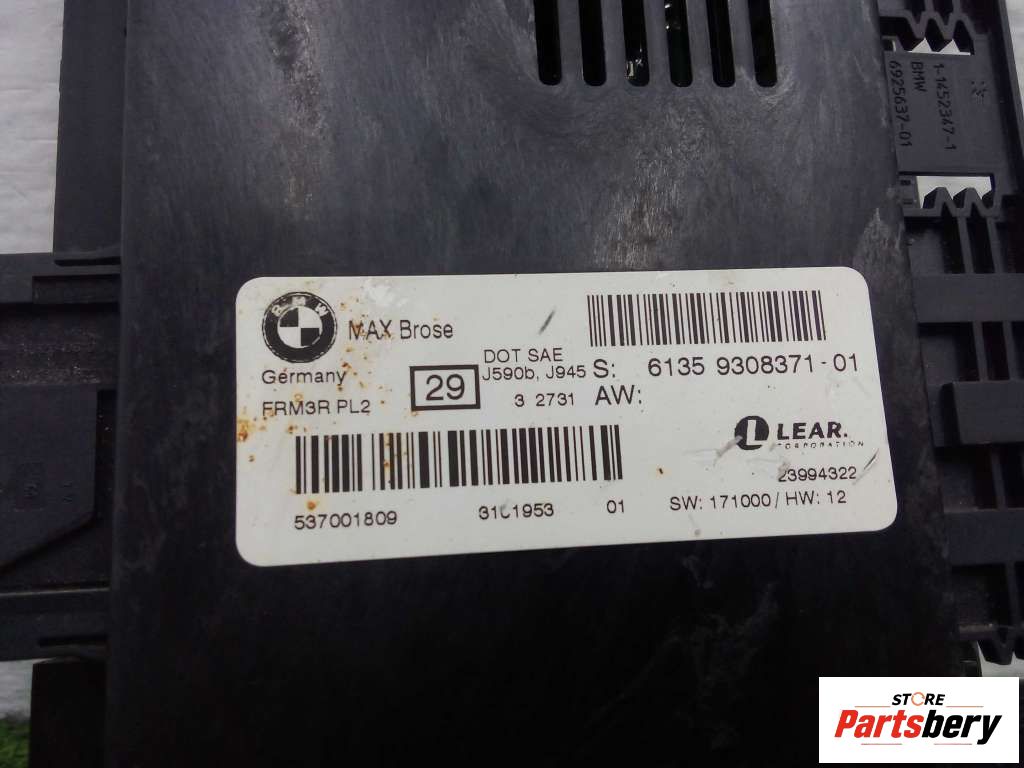 1-1452347-1
BMW
6925637-01
BMW
MAX Brose
Germany
FRM3R PL2
29
DOT SAE
J590b, J945
3 2731
S: 6135 9308371-01
AW:
LEAR.
CORPORATION
23994322
SW: 171000 / HW: 12
537001809 01
STORE
Partsbery